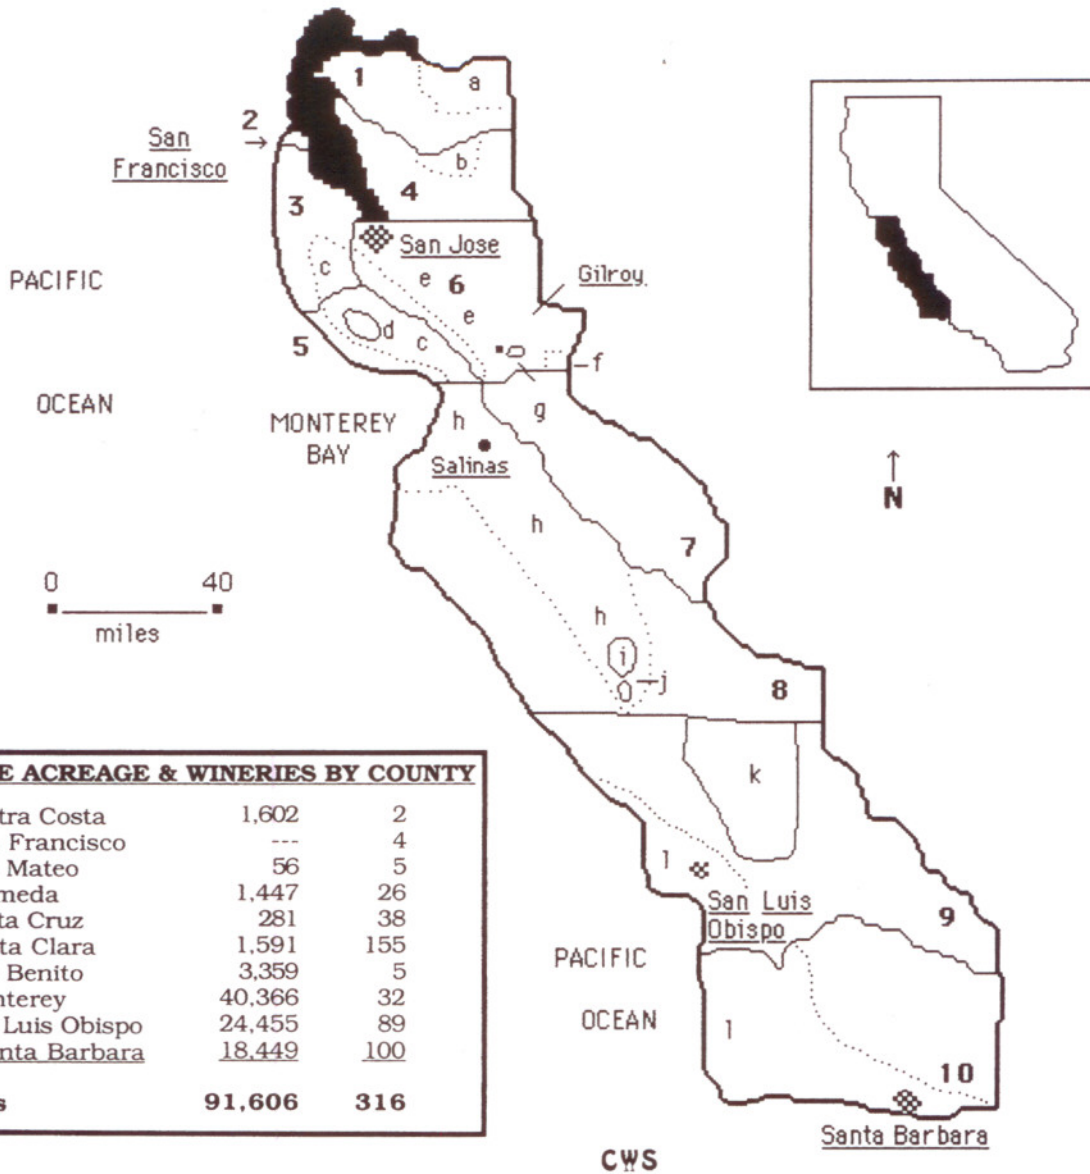 1
a
2
→
San
Francisco
b
4
3
San Jose
PACIFIC
c
e
6
Gilroy
e
d
5
c
f
OCEAN
g
MONTEREY
BAY
h
Salinas
↑
N
h
7
0 40
miles
h
i
j
8
k
E ACREAGE & WINERIES BY COUNTY
tra Costa 1,602 2
Francisco --- 4
Mateo 56 5
meda 1,447 26
ta Cruz 281 38
ta Clara 1,591 155
Benito 3,359 5
nterey 40,366 32
Luis Obispo 24,455 89
anta Barbara 18,449 100
s 91,606 316
l
San Luis
Obispo
9
PACIFIC
OCEAN
l
10
Santa Barbara
CWS